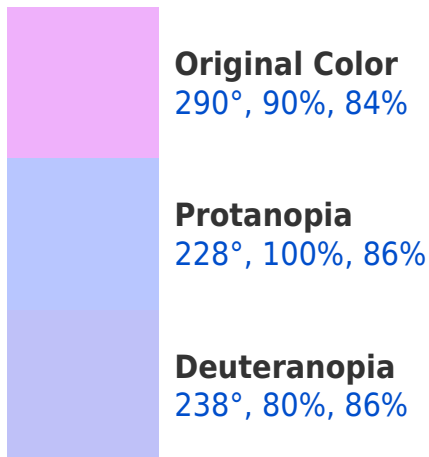 Original Color
290°, 90%, 84%
Protanopia
228°, 100%, 86%
Deuteranopia
238°, 80%, 86%